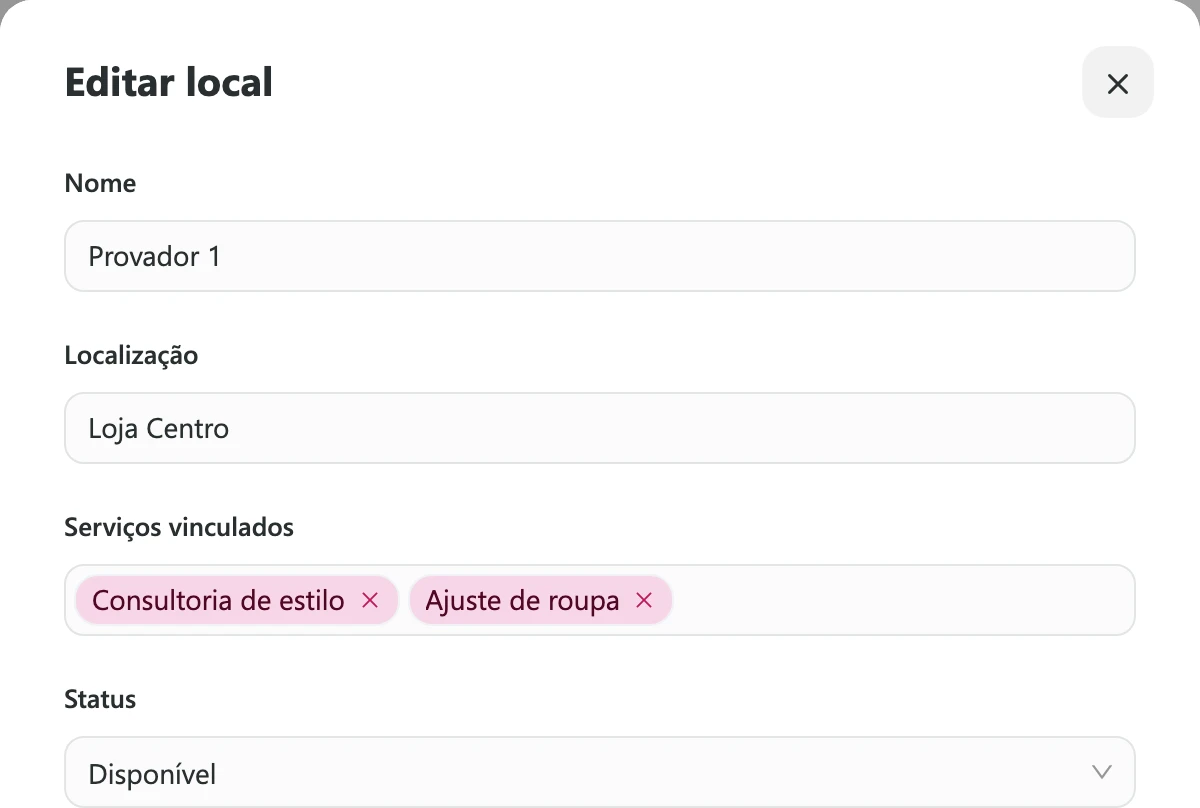 Editar local
Nome
Provador 1
Localização
Loja Centro
Serviços vinculados
Consultoria de estilo Ajuste de roupa
Status
Disponível